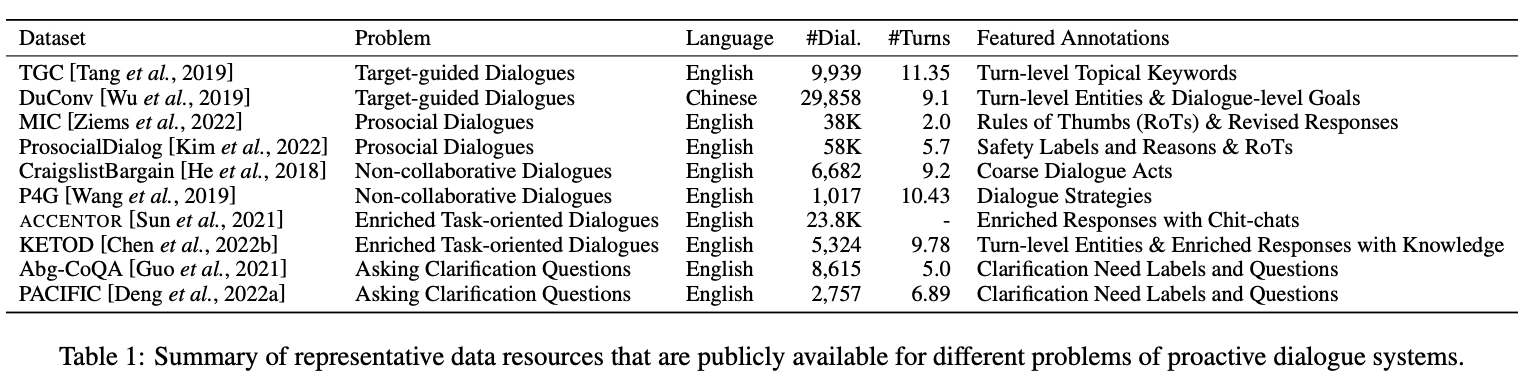 Dataset Problem Language #Dial. #Turns Featured Annotations
TGC [Tang et al., 2019] Target-guided Dialogues English 9,939 11.35 Turn-level Topical Keywords
DuConv [Wu et al., 2019] Target-guided Dialogues Chinese 29,858 9.1 Turn-level Entities & Dialogue-level Goals
MIC [Ziems et al., 2022] Prosocial Dialogues English 38K 2.0 Rules of Thumbs (RoTs) & Revised Responses
ProsocialDialog [Kim et al., 2022] Prosocial Dialogues English 58K 5.7 Safety Labels and Reasons & RoTs
CraigslistBargain [He et al., 2018] Non-collaborative Dialogues English 6,682 9.2 Coarse Dialogue Acts
P4G [Wang et al., 2019] Non-collaborative Dialogues English 1,017 10.43 Dialogue Strategies
ACCENTOR [Sun et al., 2021] Enriched Task-oriented Dialogues English 23.8K - Enriched Responses with Chit-chats
KETOD [Chen et al., 2022b] Enriched Task-oriented Dialogues English 5,324 9.78 Turn-level Entities & Enriched Responses with Knowledge
Abg-CoQA [Guo et al., 2021] Asking Clarification Questions English 8,615 5.0 Clarification Need Labels and Questions
PACIFIC [Deng et al., 2022a] Asking Clarification Questions English 2,757 6.89 Clarification Need Labels and Questions
Table 1: Summary of representative data resources that are publicly available for different problems of proactive dialogue systems.